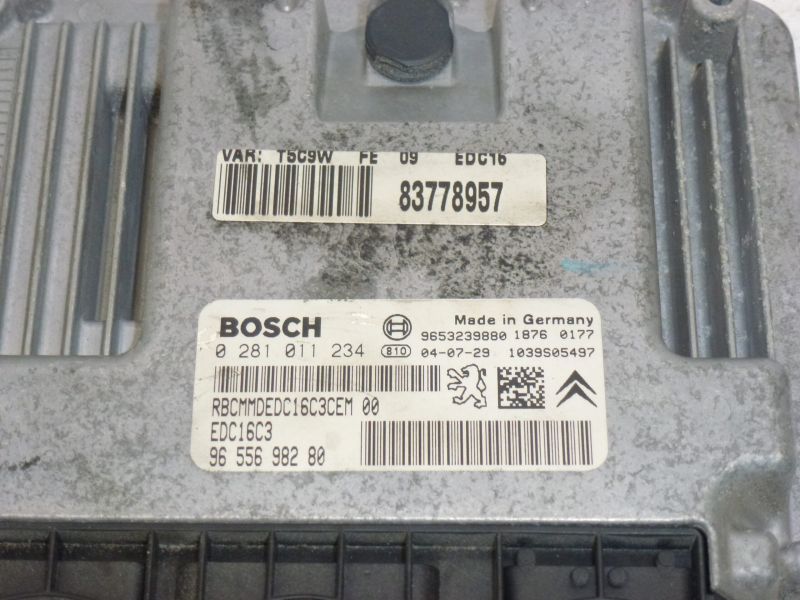 VAR: T5C9W FE 09 EDC16
83778957
BOSCH
Made in Germany
9653239880 1876 0177
0 281 011 234 810 04-07-29 1039S05497
RBCMMDEDC16C3CEM 00
EDC16C3
96 556 982 80